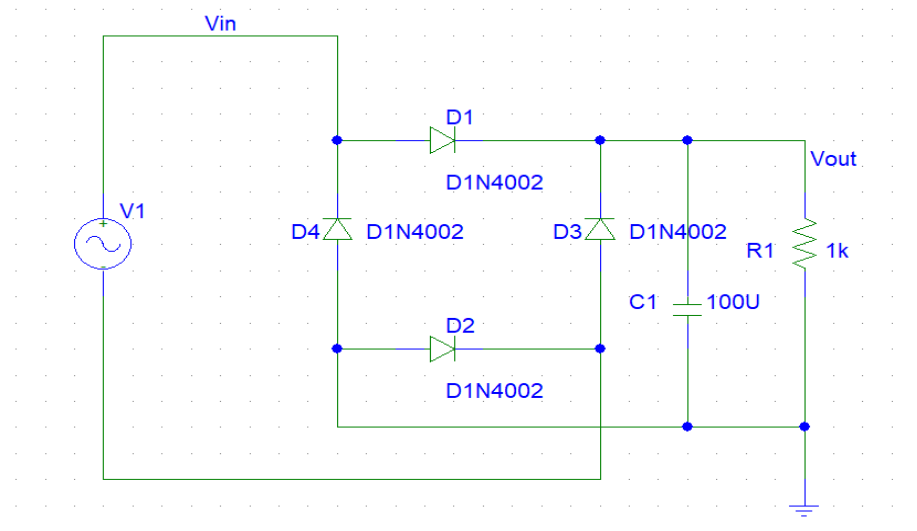 Vin
D1
D1N4002
Vout
V1
+
-
D4 D1N4002
D3 D1N4002
R1 1k
C1 100U
D2
D1N4002